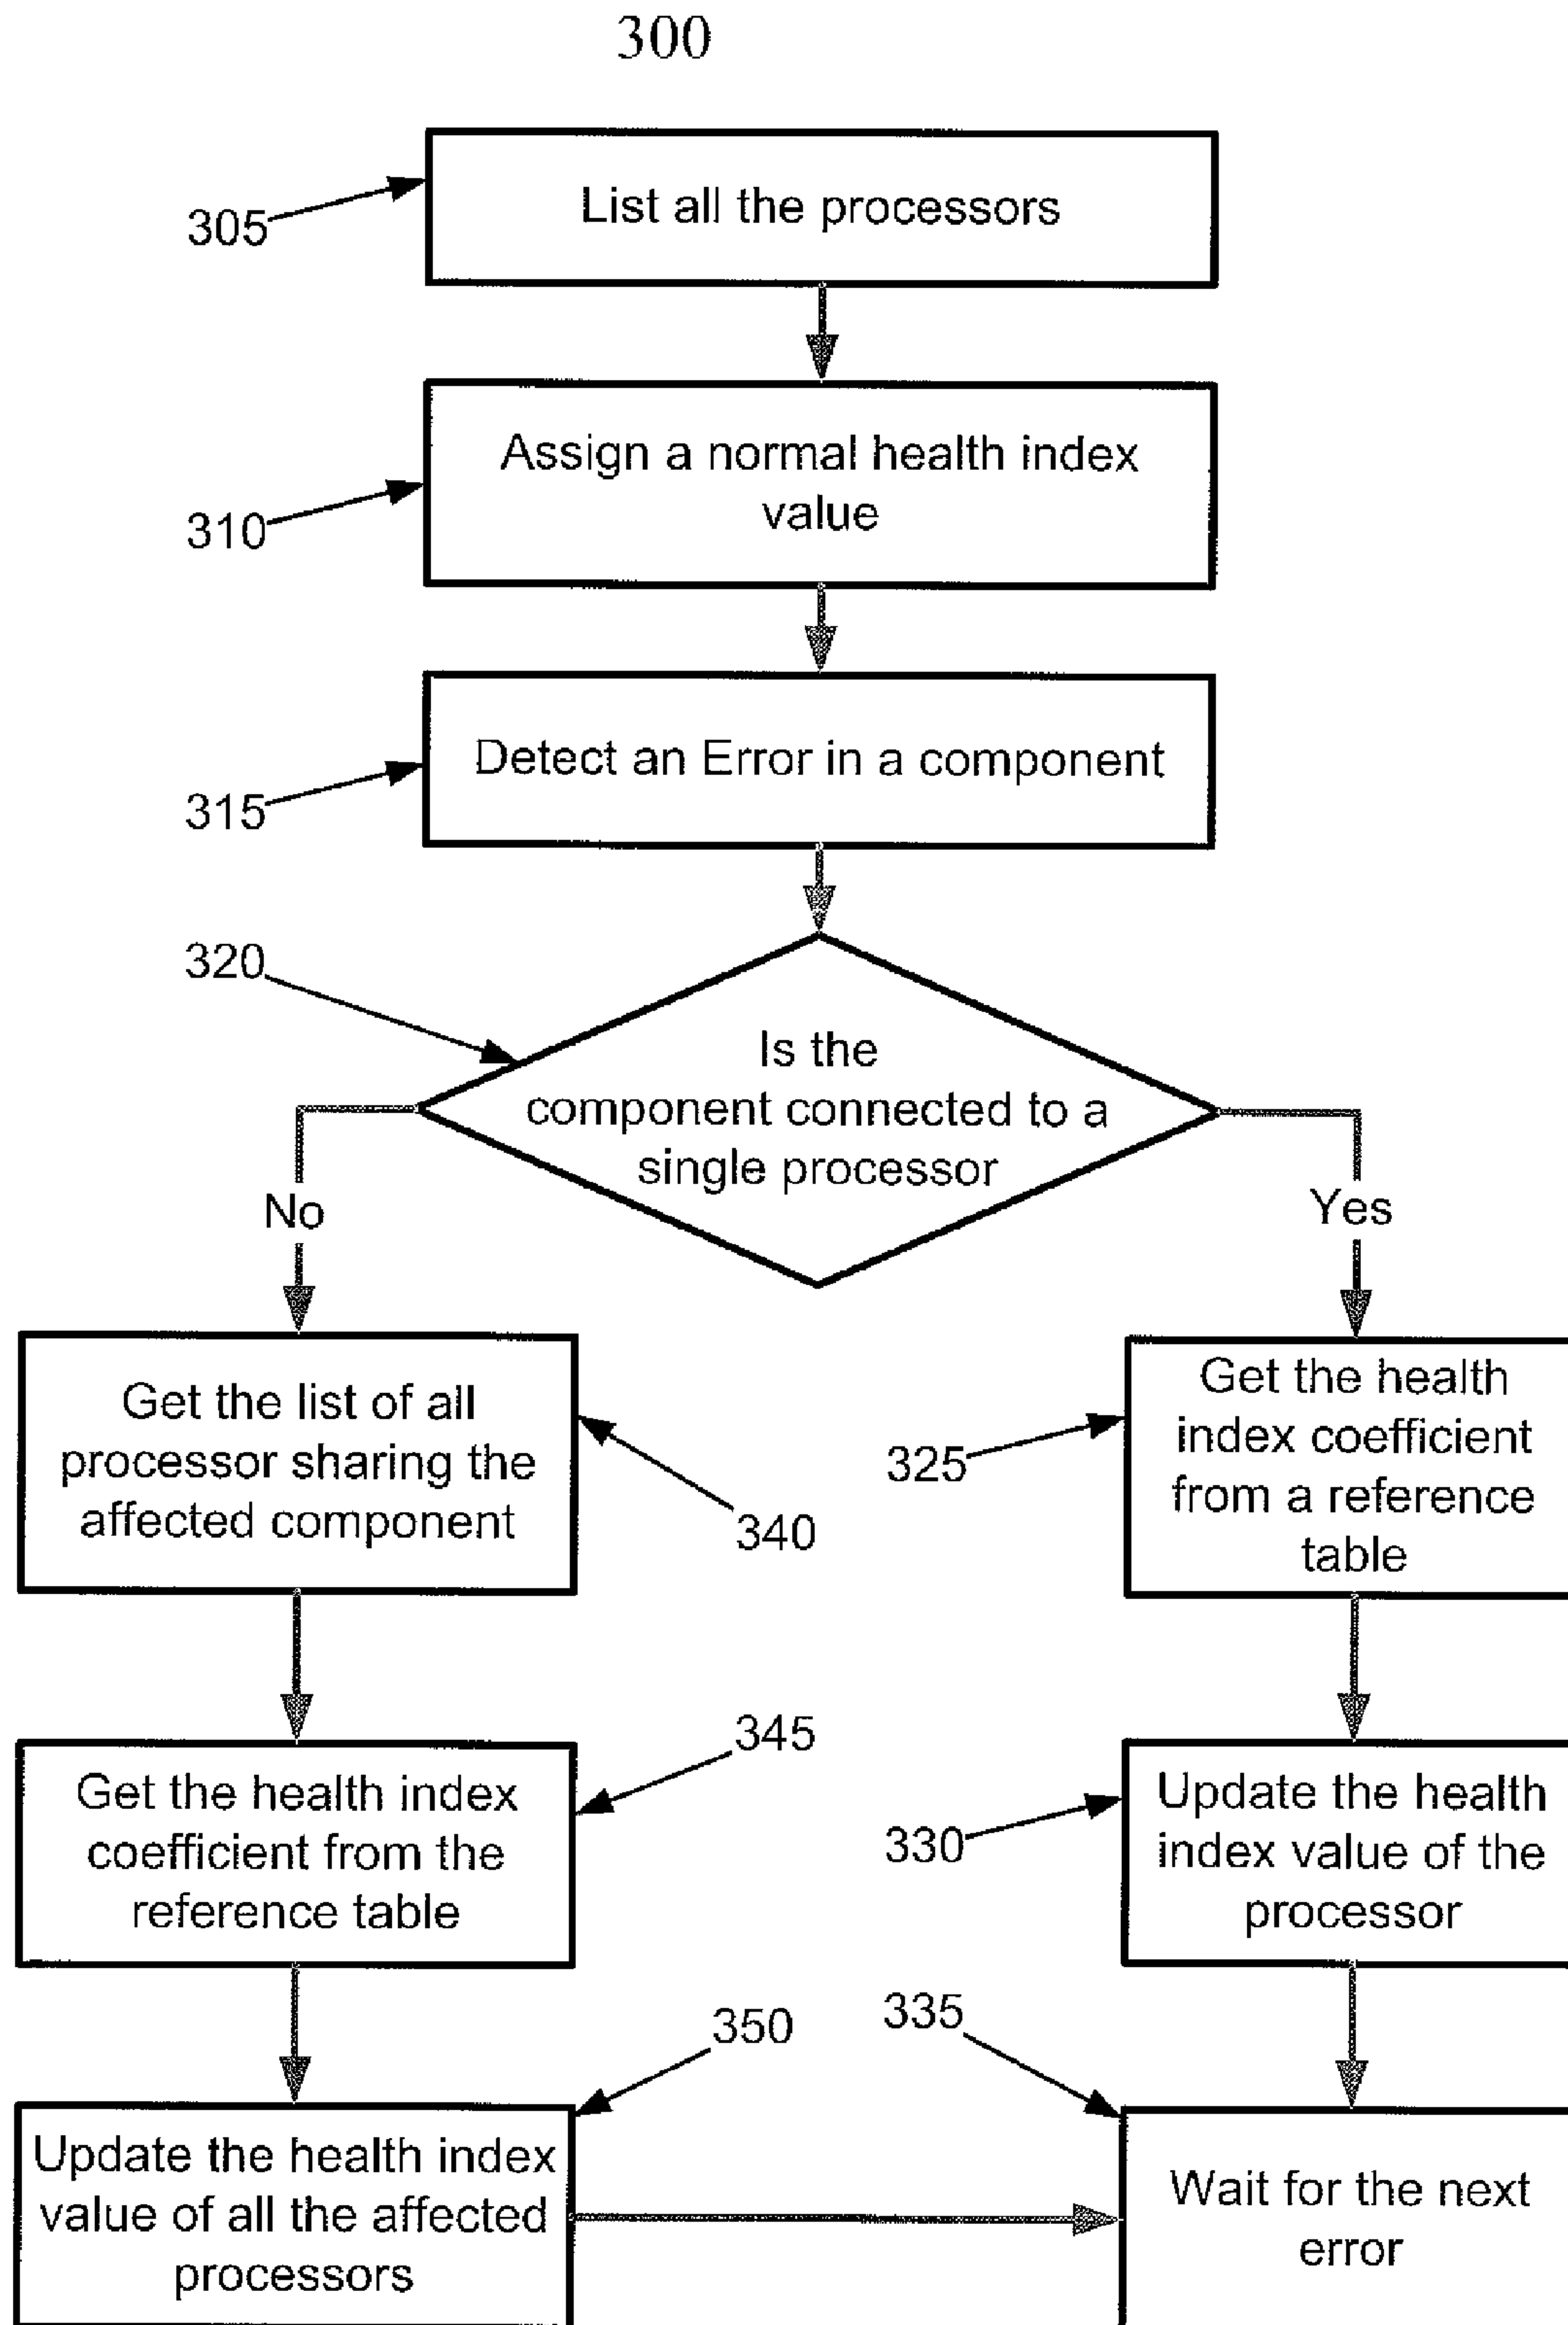 300
305
List all the processors
310
Assign a normal health index
value
315
Detect an Error in a component
320
Is the
component connected to a
single processor
No
Yes
Get the list of all
processor sharing the
affected component
340
325
Get the health
index coefficient
from a reference
table
Get the health index
coefficient from the
reference table
345
330
Update the health
index value of the
processor
Update the health index
value of all the affected
processors
350
335
Wait for the next
error